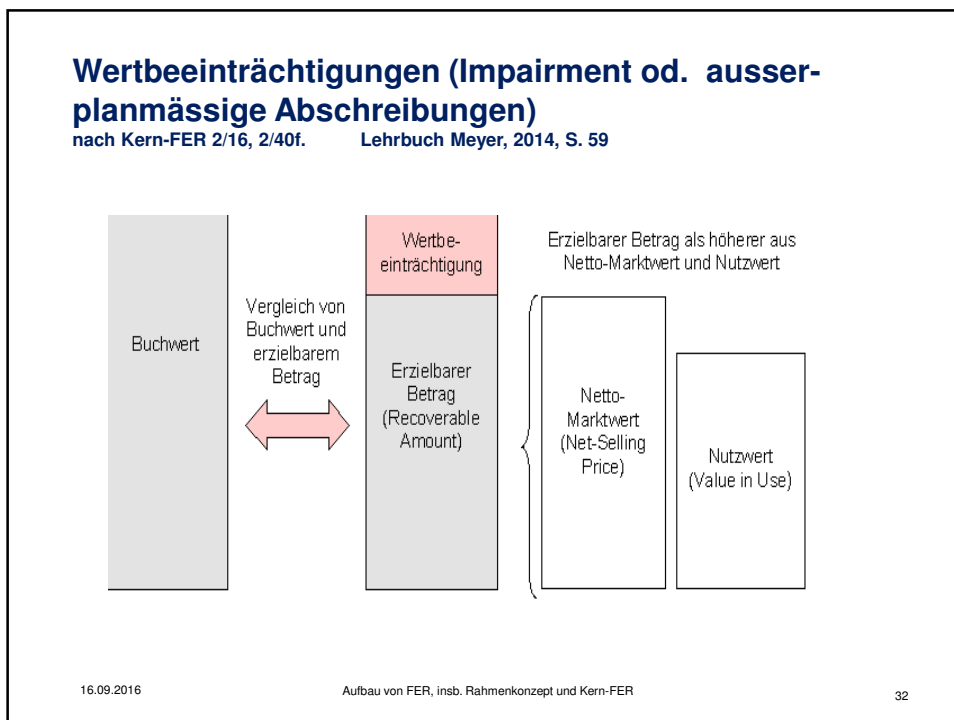 Wertbeeinträchtigungen (Impairment od. ausser-
planmässige Abschreibungen)
nach Kern-FER 2/16, 2/40f. Lehrbuch Meyer, 2014, S. 59
Buchwert
Vergleich von
Buchwert und
erzielbarem
Betrag
Wertbe-
einträchtigung
Erzielbarer
Betrag
(Recoverable
Amount)
Erzielbarer Betrag als höherer aus
Netto-Marktwert und Nutzwert
Netto-
Marktwert
(Net-Selling
Price)
Nutzwert
(Value in Use)
16.09.2016
Aufbau von FER, insb. Rahmenkonzept und Kern-FER
32